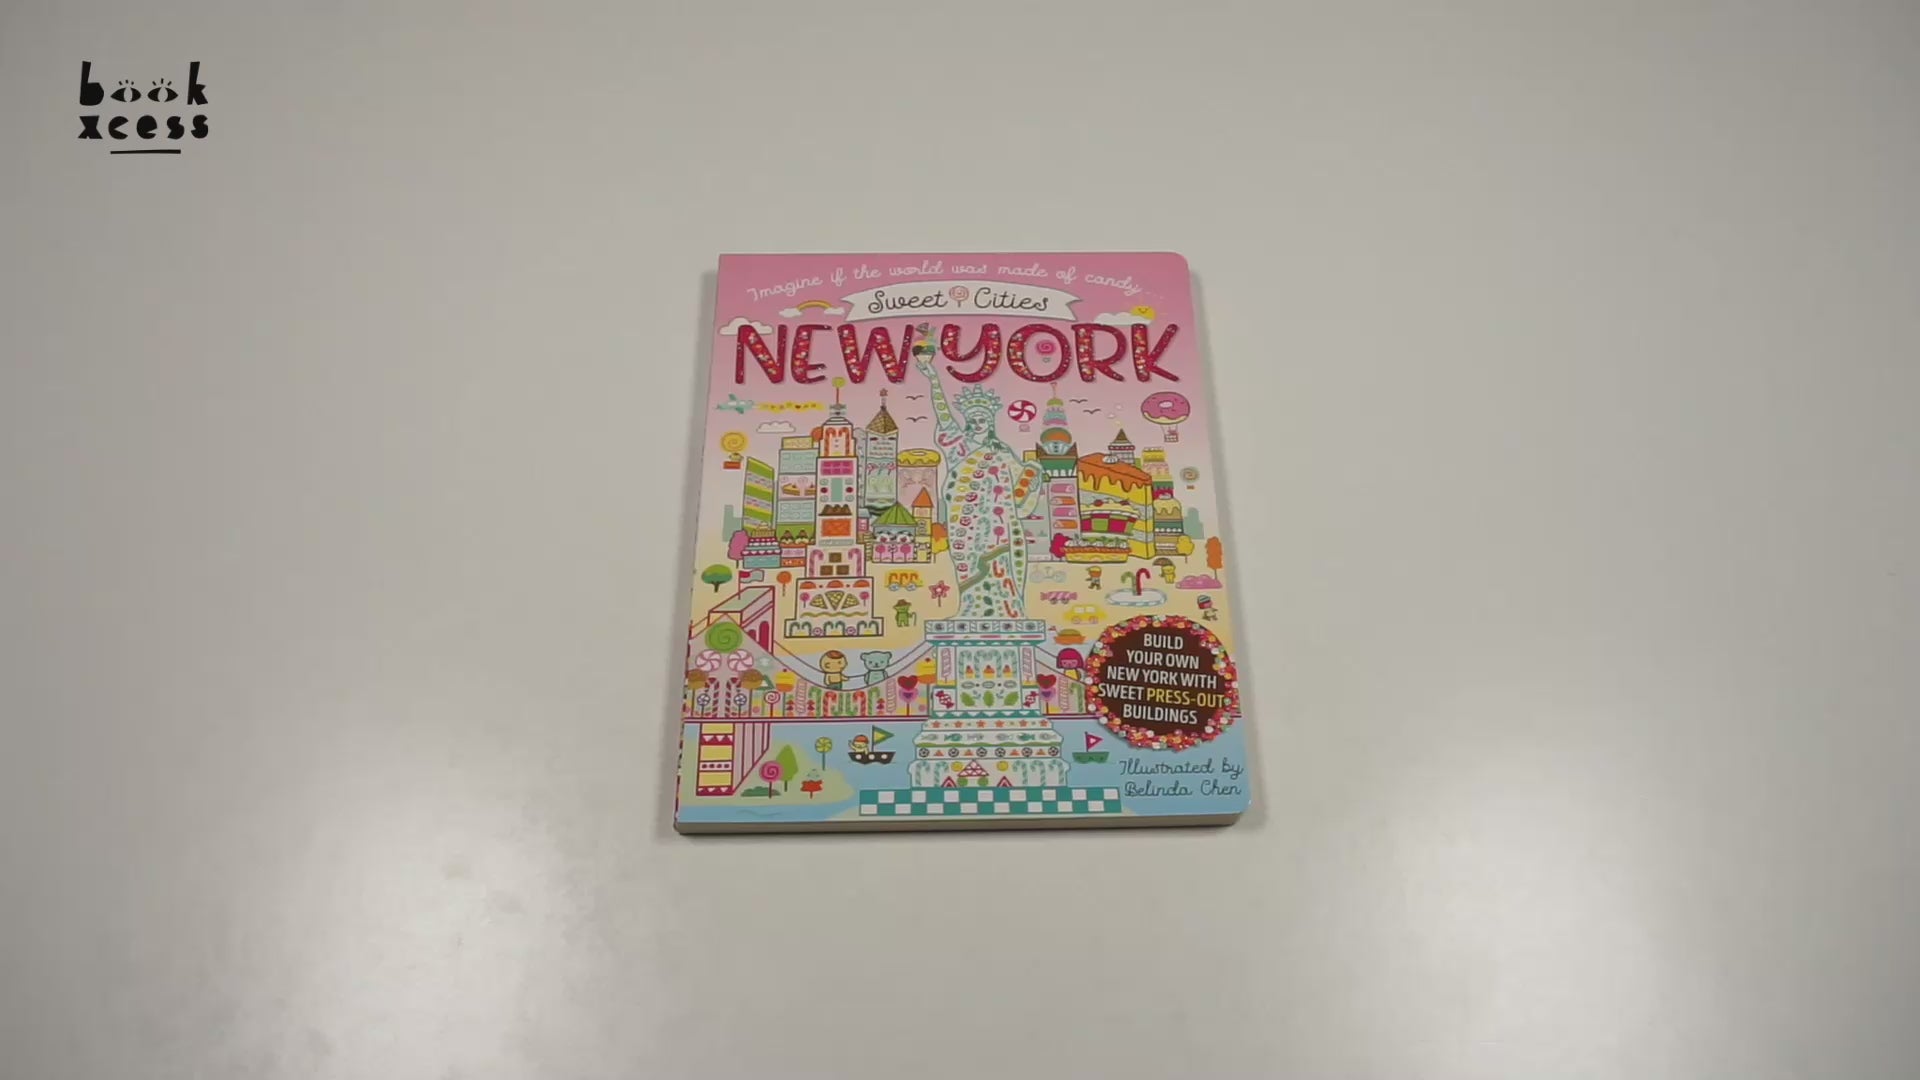 book
xcess
Imagine if the world was made of candy...
Sweet Cities
NEW YORK
BUILD
YOUR OWN
NEW YORK WITH
SWEET PRESS-OUT
BUILDINGS
Illustrated by
Belinda Chen